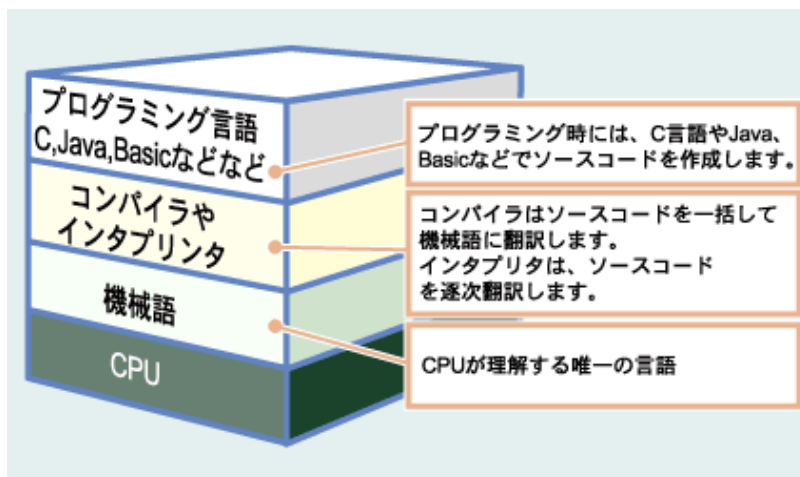 プログラミング言語
C,Java,Basicなどなど
コンパイラや
インタプリンタ
機械語
CPU
プログラミング時には、C言語やJava、
Basicなどでソースコードを作成します。
コンパイラはソースコードを一括して
機械語に翻訳します。
インタプリタは、ソースコード
を逐次翻訳します。
CPUが理解する唯一の言語